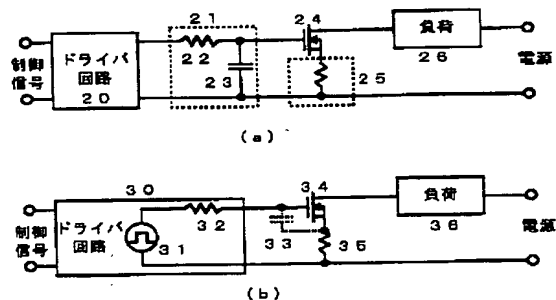 21
24
負荷
制御
信号
ドライバ
回路
20
22
23
25
26
電源
(a)
30
34
負荷
制御
信号
ドライバ
回路
31
32
33
35
36
電源
(b)